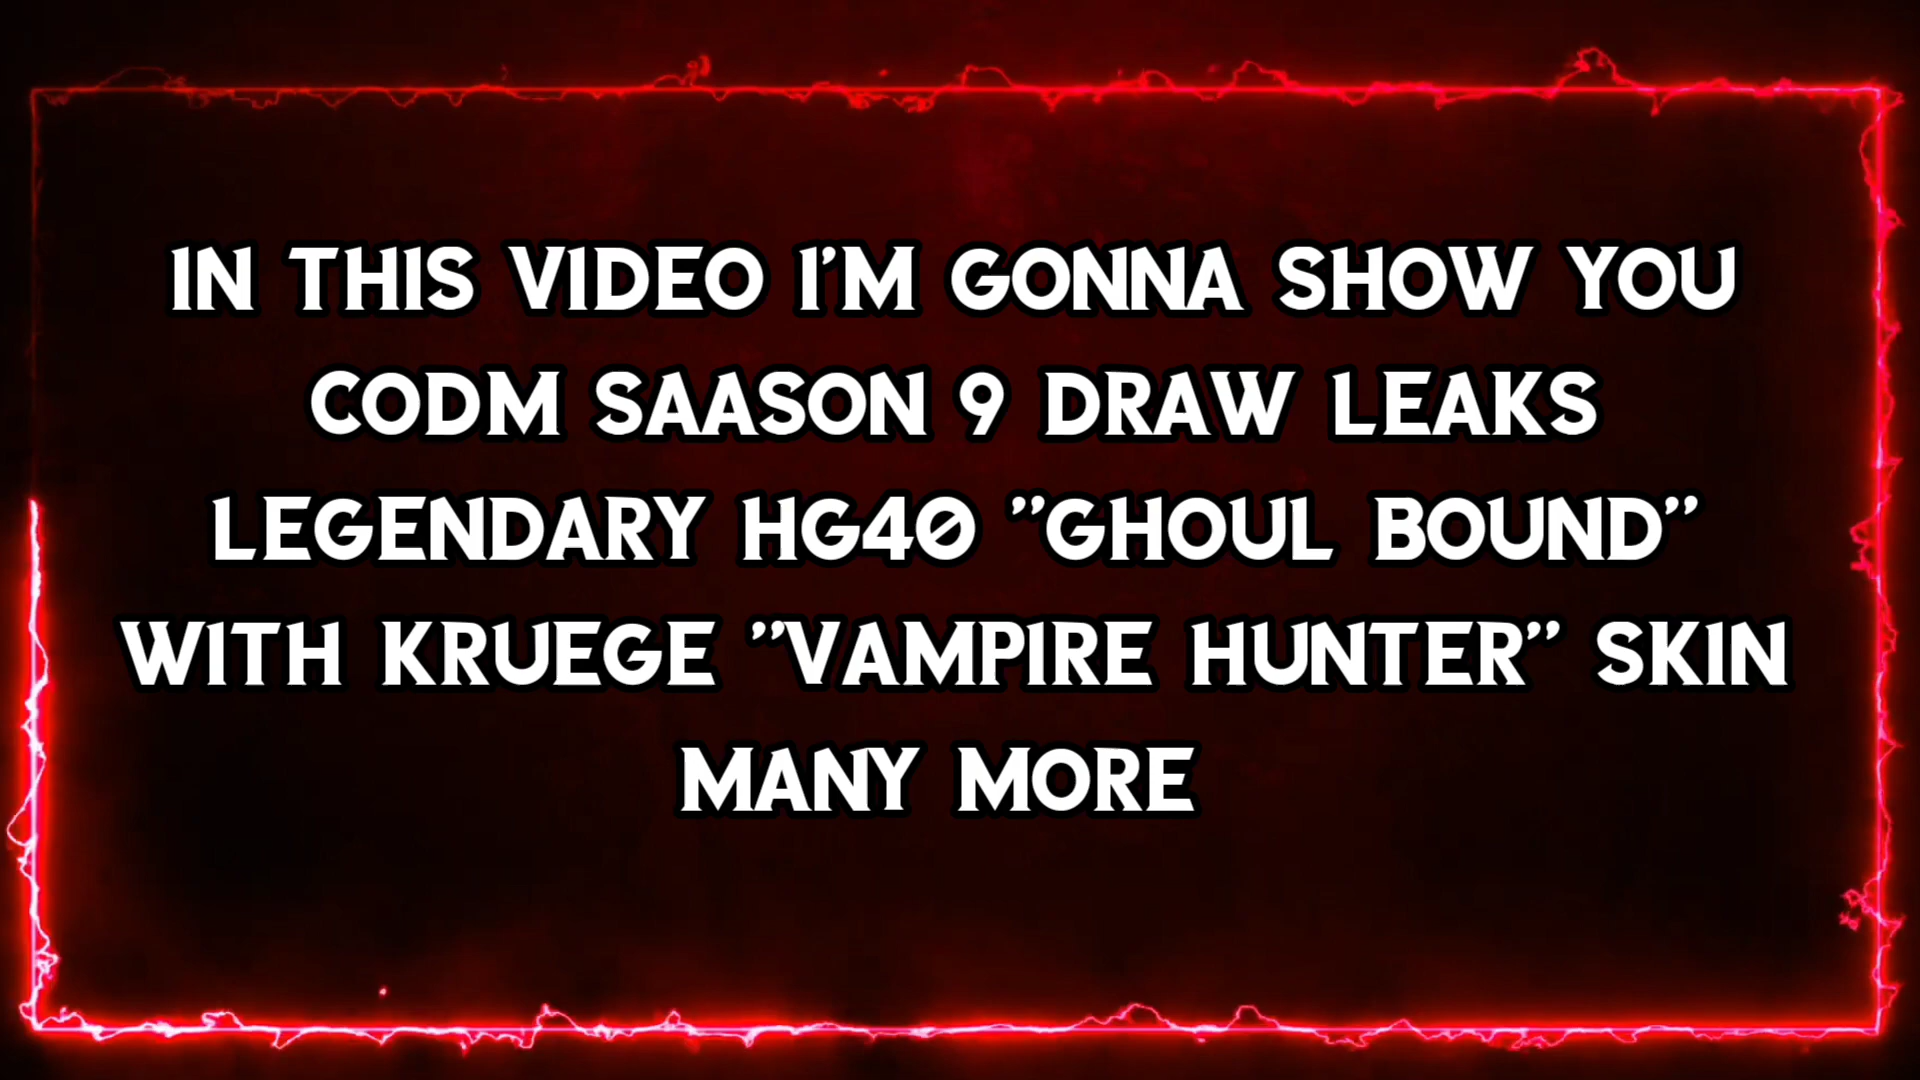 IN THIS VIDEO I'M GONNA SHOW YOU
CODM SAASON 9 DRAW LEAKS
LEGENDARY HG40 "GHOUL BOUND"
WITH KRUEGE "VAMPIRE HUNTER" SKIN
MANY MORE